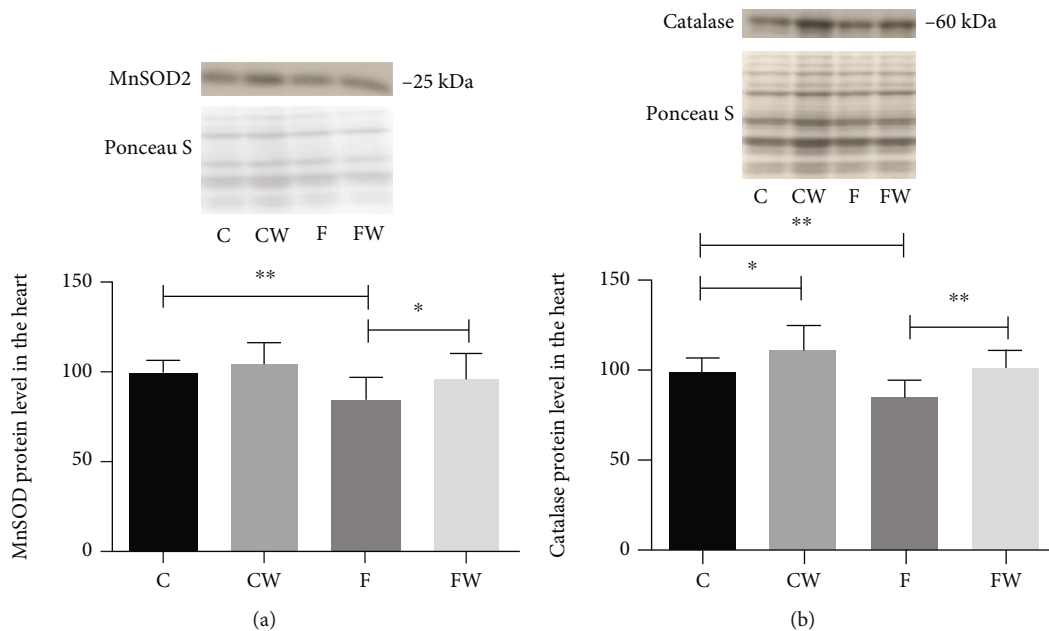 MnSOD2
–25 kDa
Ponceau S
C CW F FW
**
*
150
100
50
0
MnSOD protein level in the heart
C CW F FW
(a)
Catalase
–60 kDa
Ponceau S
C CW F FW
**
*
**
150
100
50
0
Catalase protein level in the heart
C CW F FW
(b)